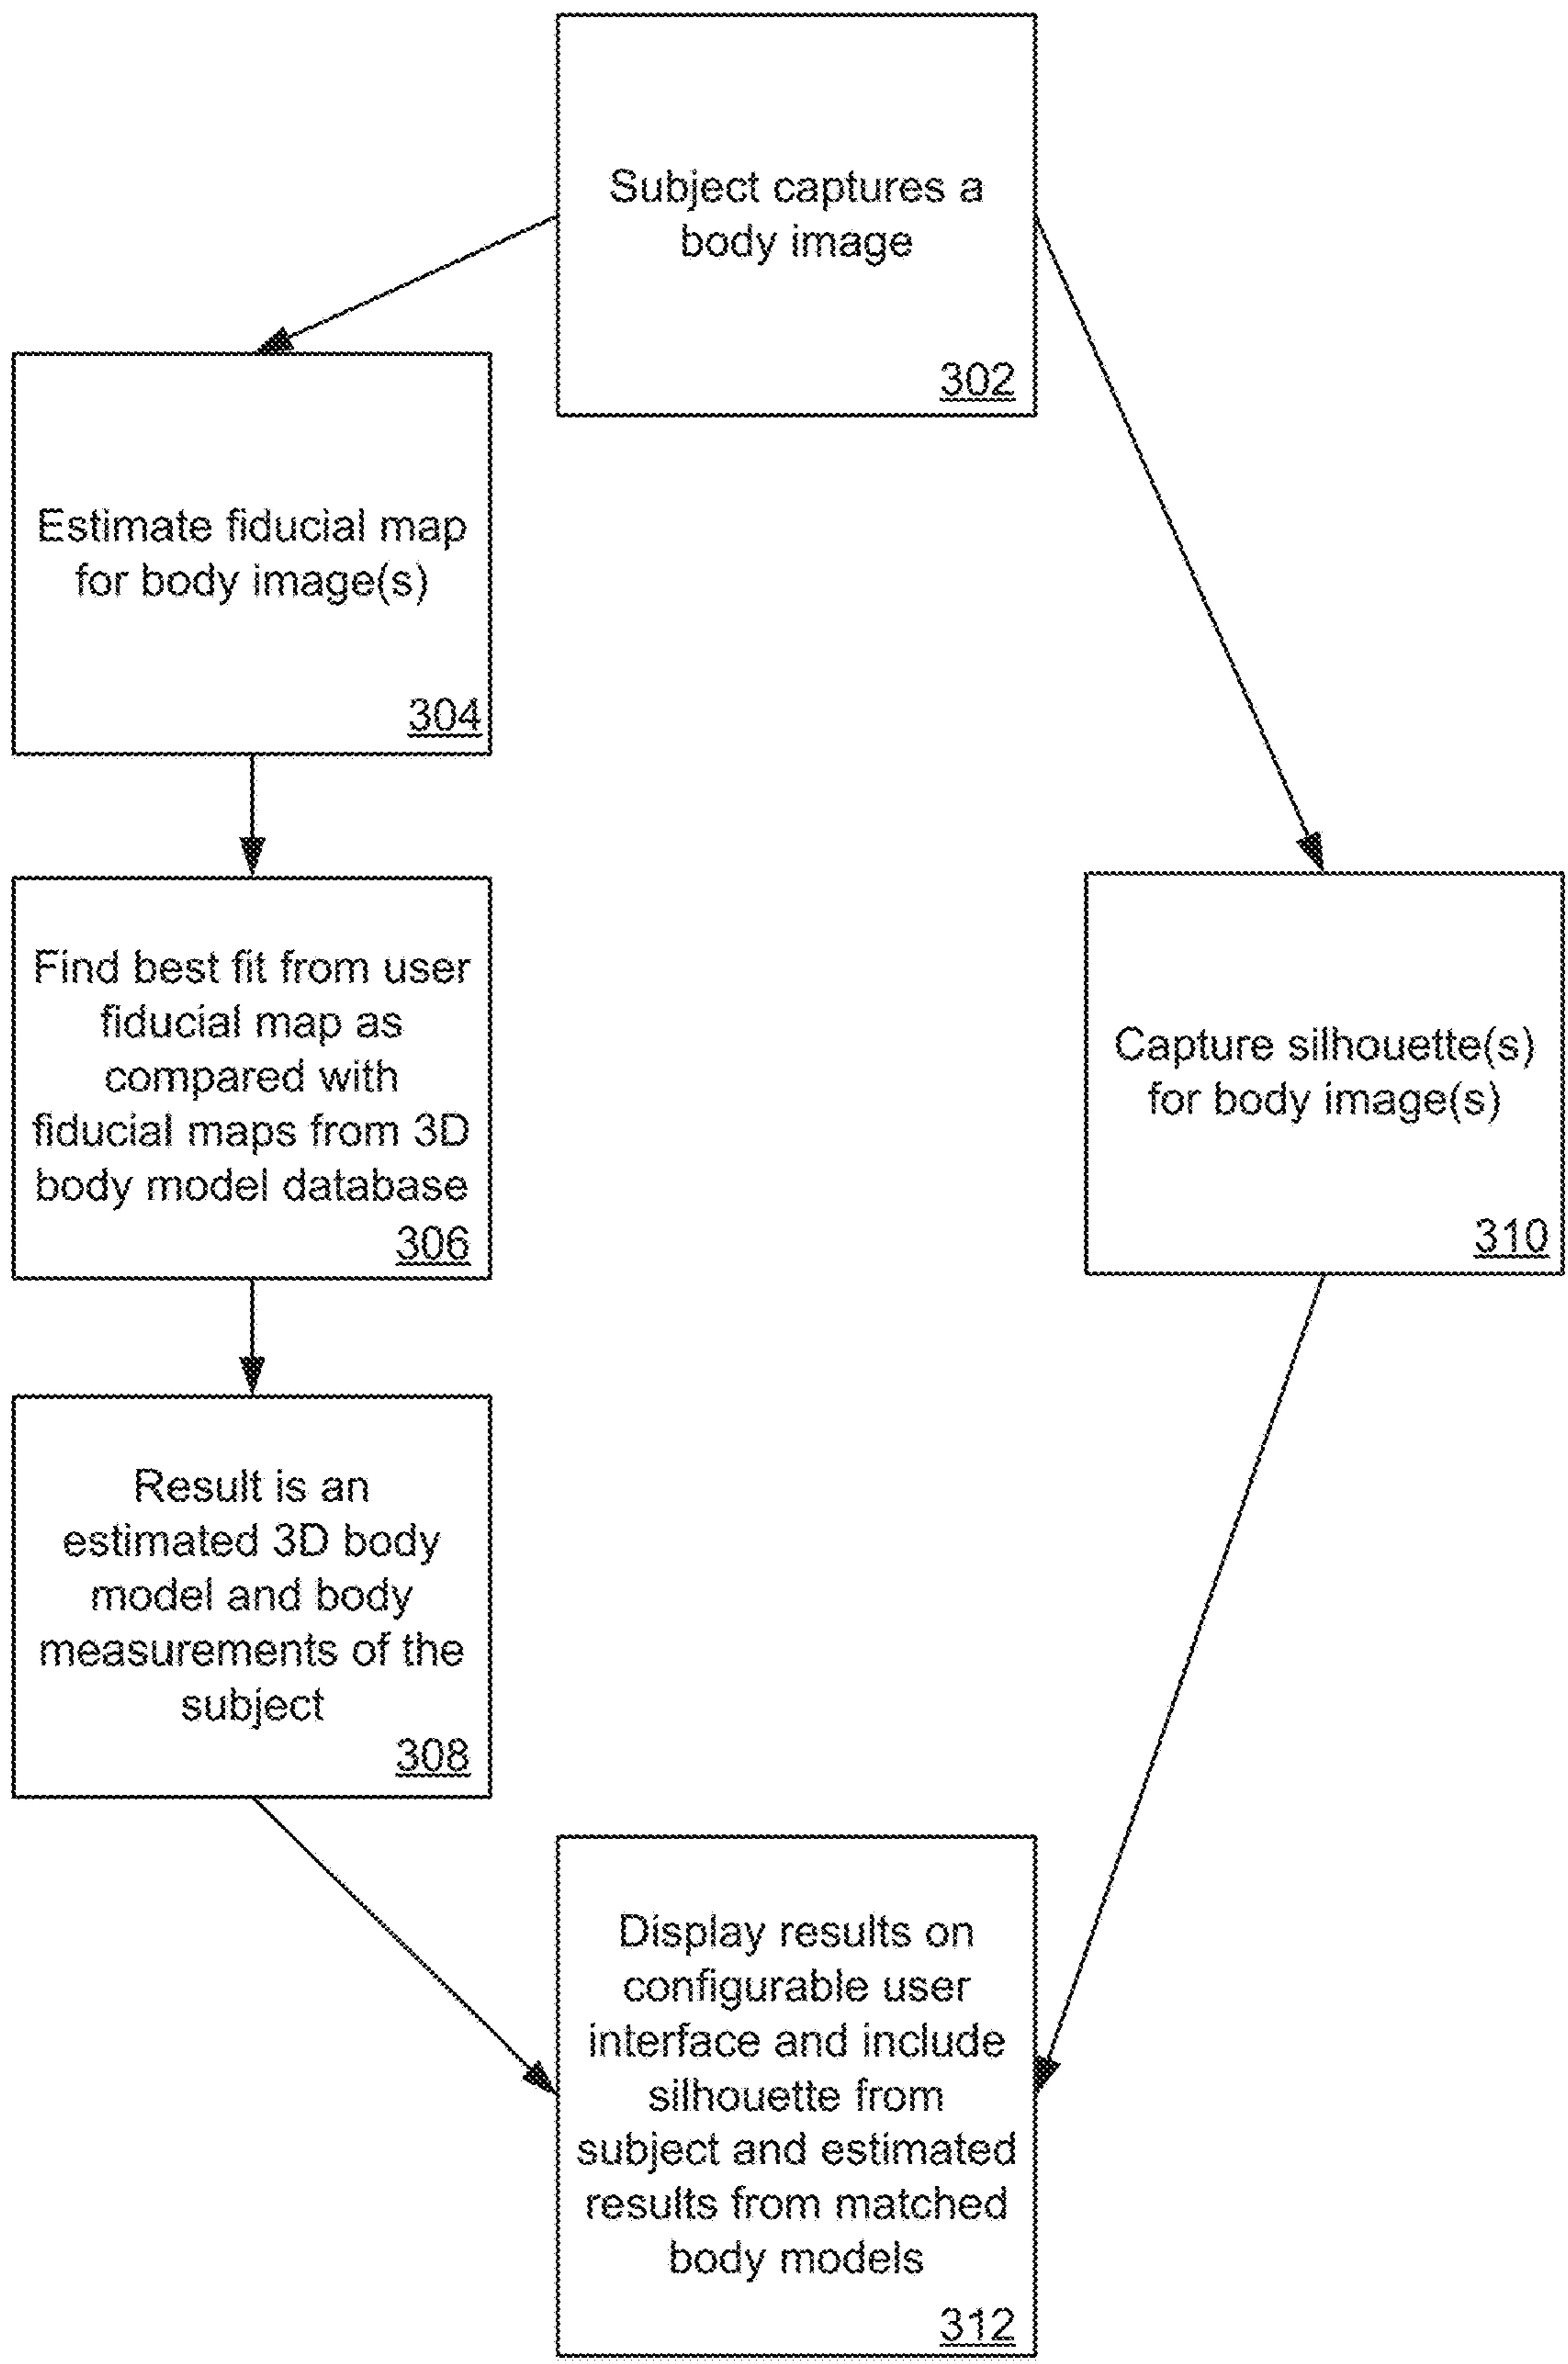 Subject captures a
body image
302
Estimate fiducial map
for body image(s)
304
Find best fit from user
fiducial map as
compared with
fiducial maps from 3D
body model database
306
Result is an
estimated 3D body
model and body
measurements of the
subject
308
Capture silhouette(s)
for body image(s)
310
Display results on
configurable user
interface and include
silhouette from
subject and estimated
results from matched
body models
312